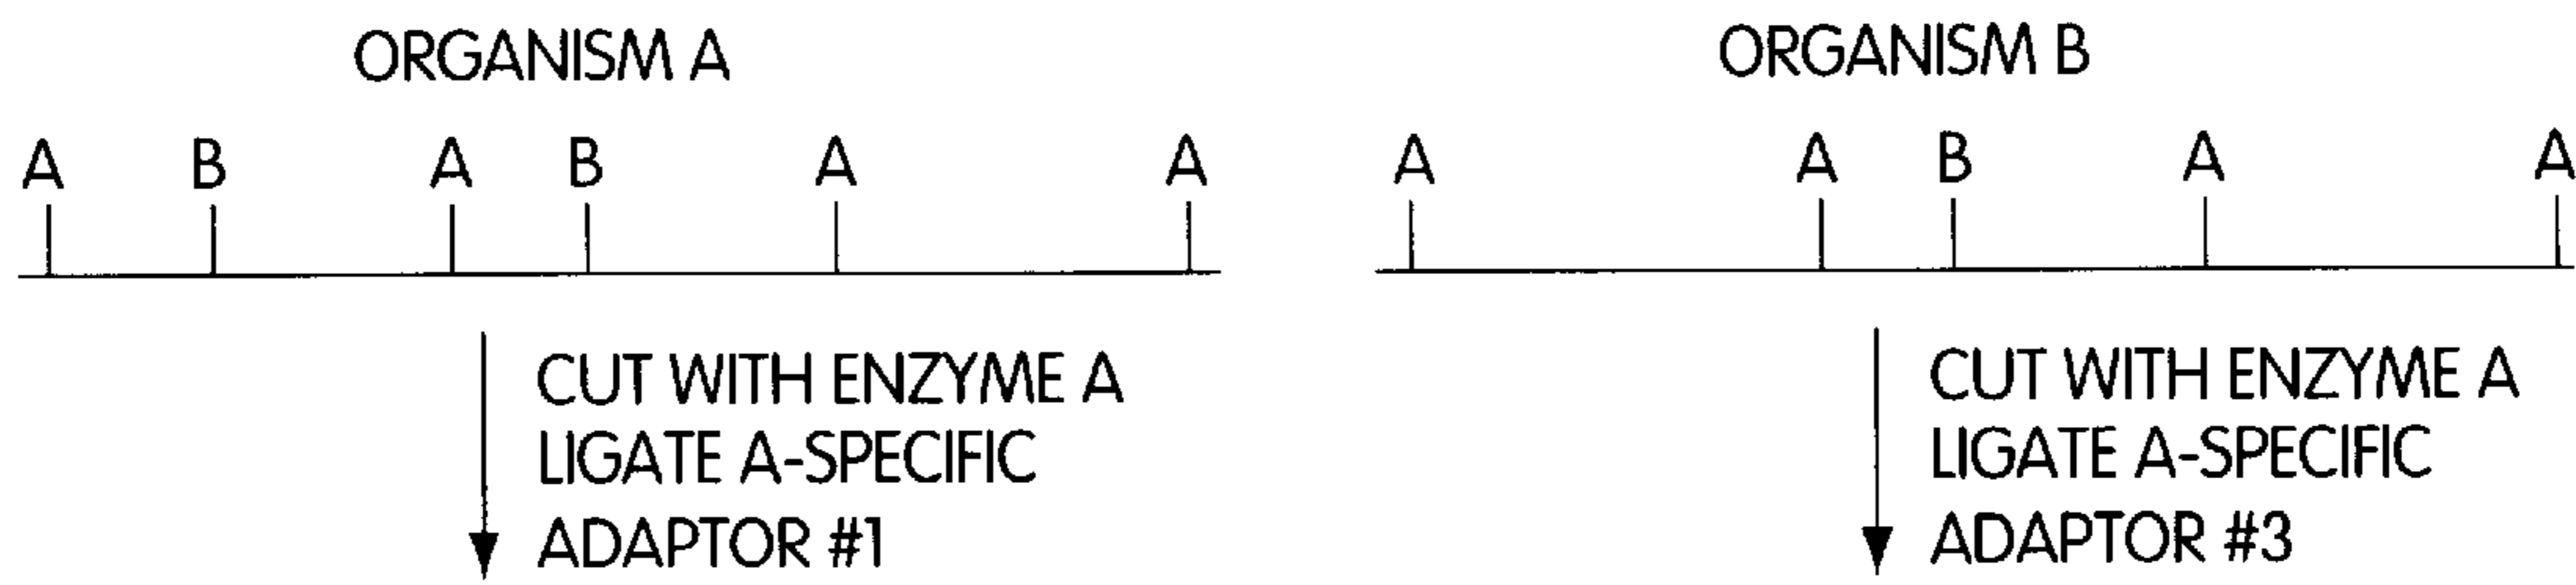 ORGANISM A
A B A B A A
CUT WITH ENZYME A
LIGATE A-SPECIFIC
ADAPTOR #1
ORGANISM B
A A B A A
CUT WITH ENZYME A
LIGATE A-SPECIFIC
ADAPTOR #3